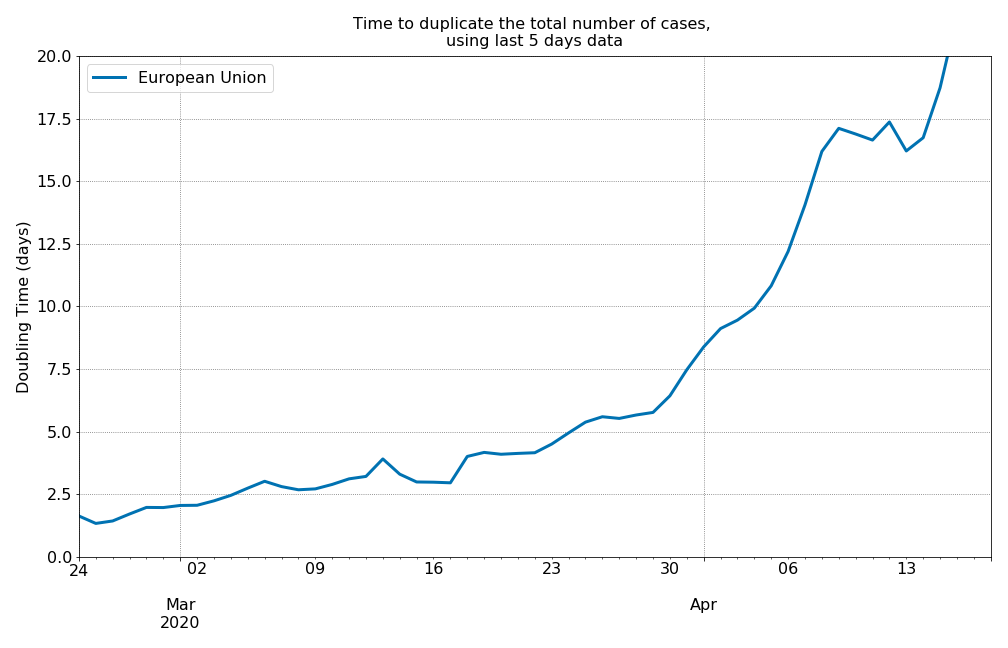 Time to duplicate the total number of cases,
using last 5 days data
European Union
Doubling Time (days)
20.0
17.5
15.0
12.5
10.0
7.5
5.0
2.5
0.0
24 02 09 16 23 30 06 13
Mar Apr
2020